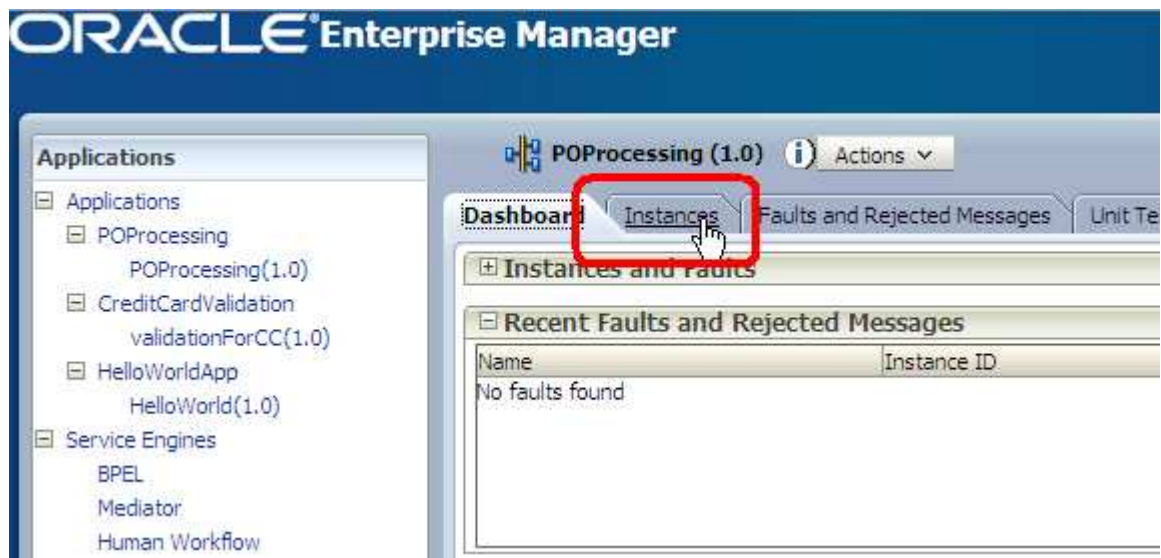 ORACLE Enterprise Manager
Applications
Applications
POProcessing
POProcessing(1.0)
CreditCardValidation
validationForCC(1.0)
HelloWorldApp
HelloWorld(1.0)
Service Engines
BPEL
Mediator
Human Workflow
POProcessing (1.0) i Actions
Dashboard Instances Faults and Rejected Messages Unit Te
Instances and Faults
Recent Faults and Rejected Messages
Name Instance ID
No faults found